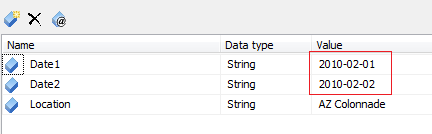 Name Data type Value
Date1 String 2010-02-01
Date2 String 2010-02-02
Location String AZ Colonnade